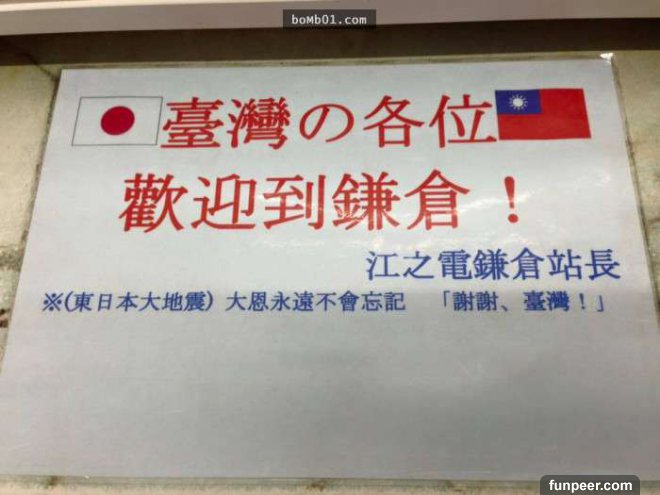 boMb01.com
臺灣の各位
歡迎到鎌倉！
江之電鎌倉站長
※(東日本大地震) 大恩永遠不會忘記 「謝謝、臺灣！」
funpeer.com